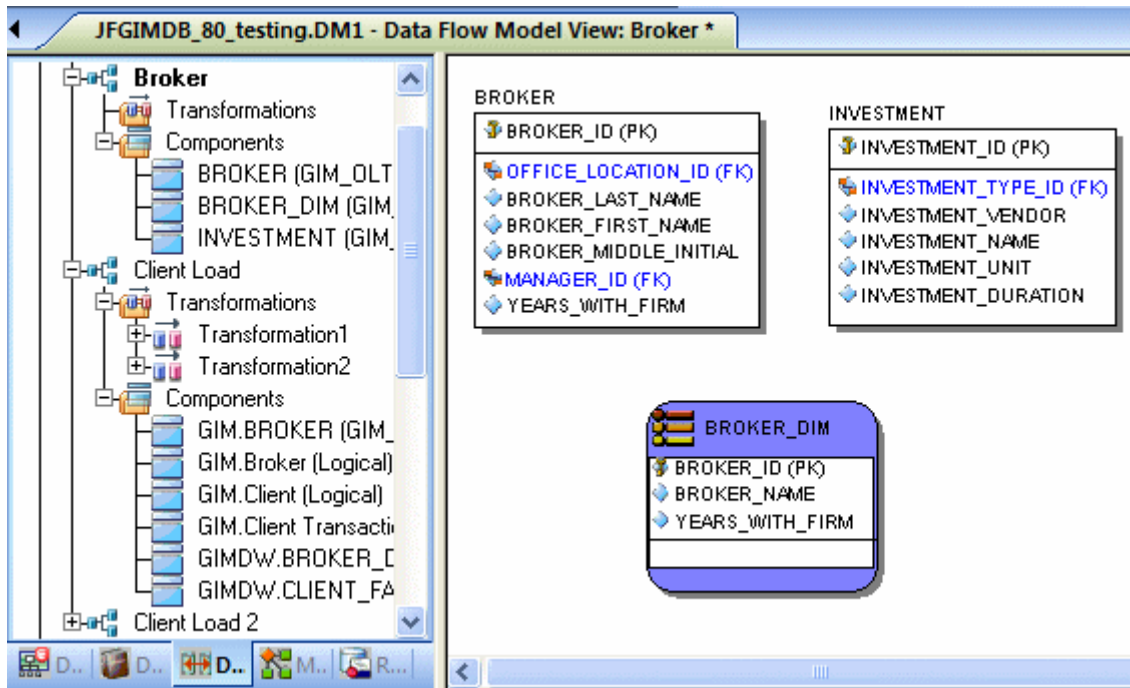 JFGIMDB_80_testing.DM1 - Data Flow Model View: Broker *
Broker
Transformations
Components
BROKER (GIM_OLT
BROKER_DIM (GIM_
INVESTMENT (GIM_
Client Load
Transformations
Transformation1
Transformation2
Components
GIM.BROKER (GIM_
GIM.Broker (Logical)
GIM.Client (Logical)
GIM.Client Transacti
GIMDW.BROKER_D
GIMDW.CLIENT_FA
Client Load 2
D.. D.. D.. M.. R...
BROKER
BROKER_ID (PK)
OFFICE_LOCATION_ID (FK)
BROKER_LAST_NAME
BROKER_FIRST_NAME
BROKER_MIDDLE_INITIAL
MANAGER_ID (FK)
YEARS_WITH_FIRM
INVESTMENT
INVESTMENT_ID (PK)
INVESTMENT_TYPE_ID (FK)
INVESTMENT_VENDOR
INVESTMENT_NAME
INVESTMENT_UNIT
INVESTMENT_DURATION
BROKER_DIM
BROKER_ID (PK)
BROKER_NAME
YEARS_WITH_FIRM